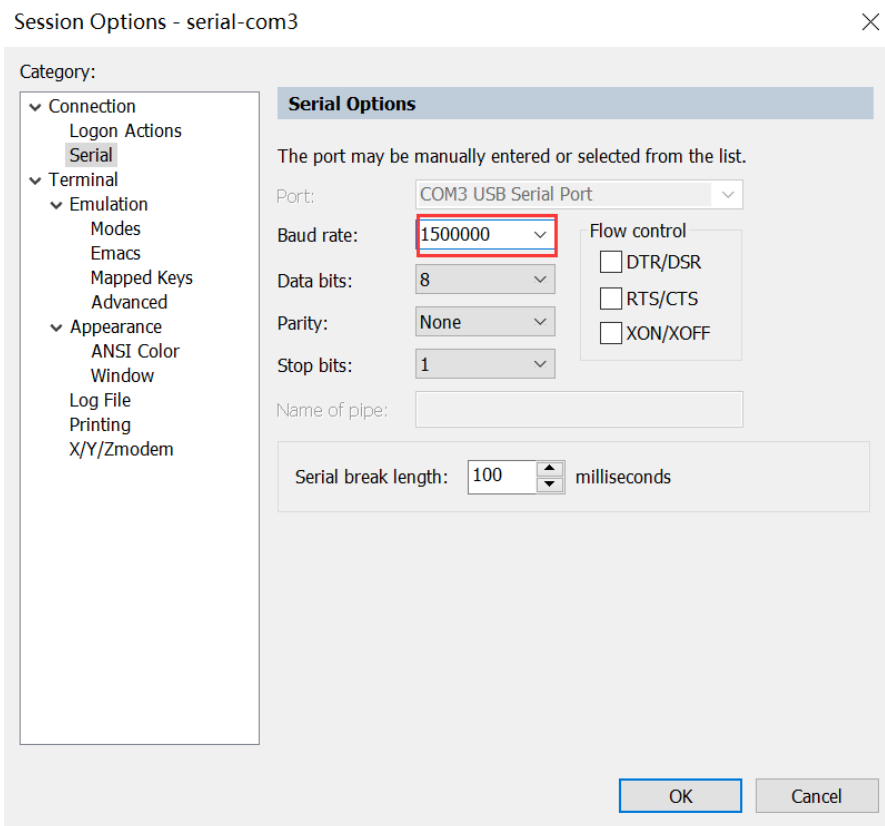 Session Options - serial-com3
Category:
Connection
Logon Actions
Serial
Terminal
Emulation
Modes
Emacs
Mapped Keys
Advanced
Appearance
ANSI Color
Window
Log File
Printing
X/Y/Zmodem
Serial Options
The port may be manually entered or selected from the list.
Port: COM3 USB Serial Port
Baud rate: 1500000
Data bits: 8
Parity: None
Stop bits: 1
Name of pipe:
Flow control
DTR/DSR
RTS/CTS
XON/XOFF
Serial break length: 100 milliseconds
OK Cancel